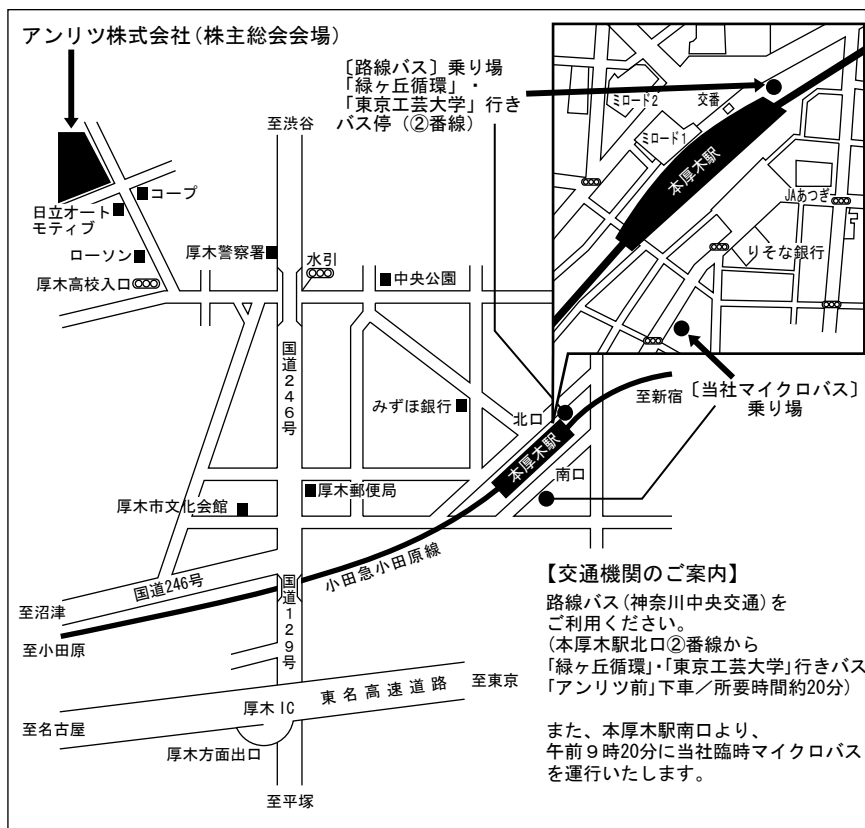 アンリツ株式会社(株主総会会場)
〔路線バス〕乗り場
「緑ヶ丘循環」・
「東京工芸大学」行き
バス停(②番線)
ミロード2
交番
ミロード1
本厚木駅
JAあつぎ
りそな銀行
至渋谷
コープ
日立オート
モティブ
ローソン
厚木高校入口
厚木警察署
水引
中央公園
国道246号
みずほ銀行
北口
至新宿
〔当社マイクロバス〕
乗り場
本厚木駅
南口
厚木郵便局
厚木市文化会館
小田急小田原線
国道246号
国道129号
至沼津
至小田原
東名高速道路
至東京
厚木IC
至名古屋
厚木方面出口
至平塚
【交通機関のご案内】
路線バス(神奈川中央交通)を
ご利用ください。
(本厚木駅北口②番線から
「緑ヶ丘循環」・「東京工芸大学」行きバス
「アンリツ前」下車/所要時間約20分)
また、本厚木駅南口より、
午前9時20分に当社臨時マイクロバス
を運行いたします。